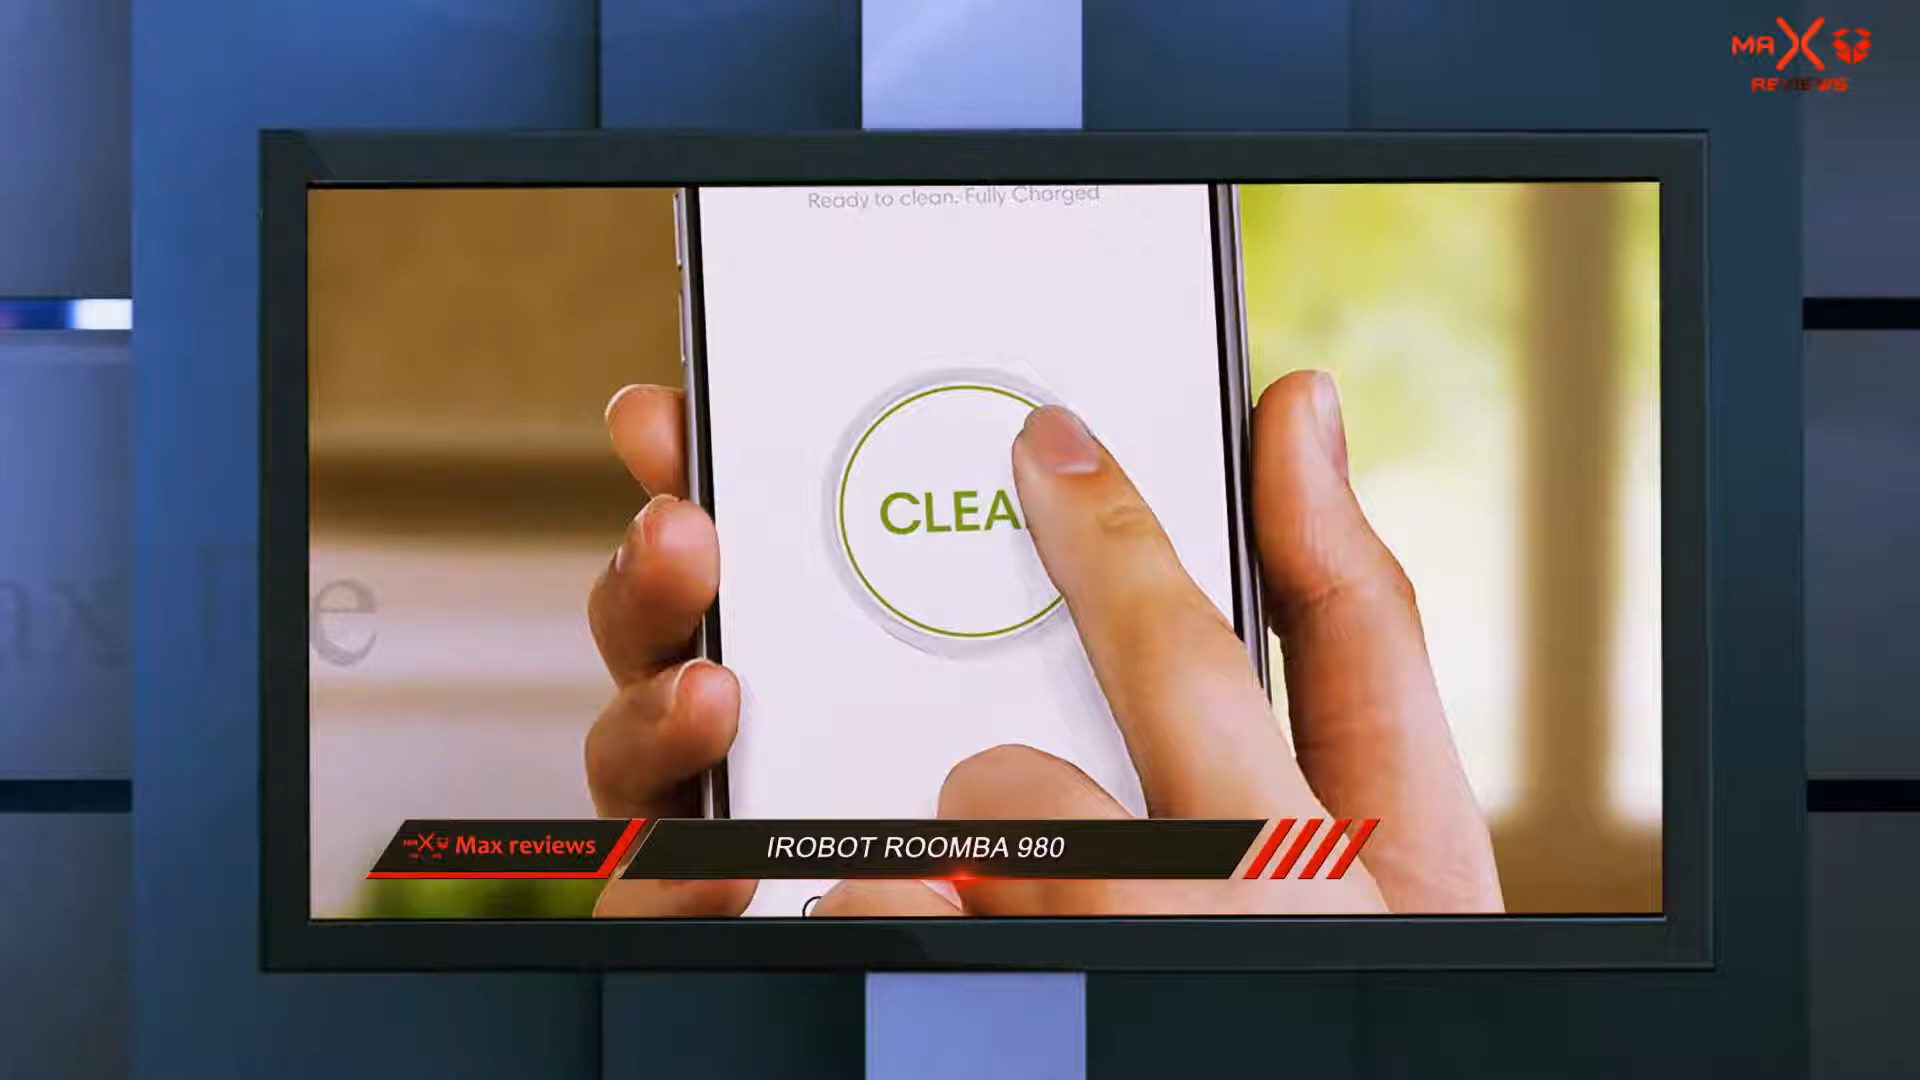 MAX
REVIEWS
Ready to clean. Fully Charged
CLEA
e
Max reviews
IROBOT ROOMBA 980